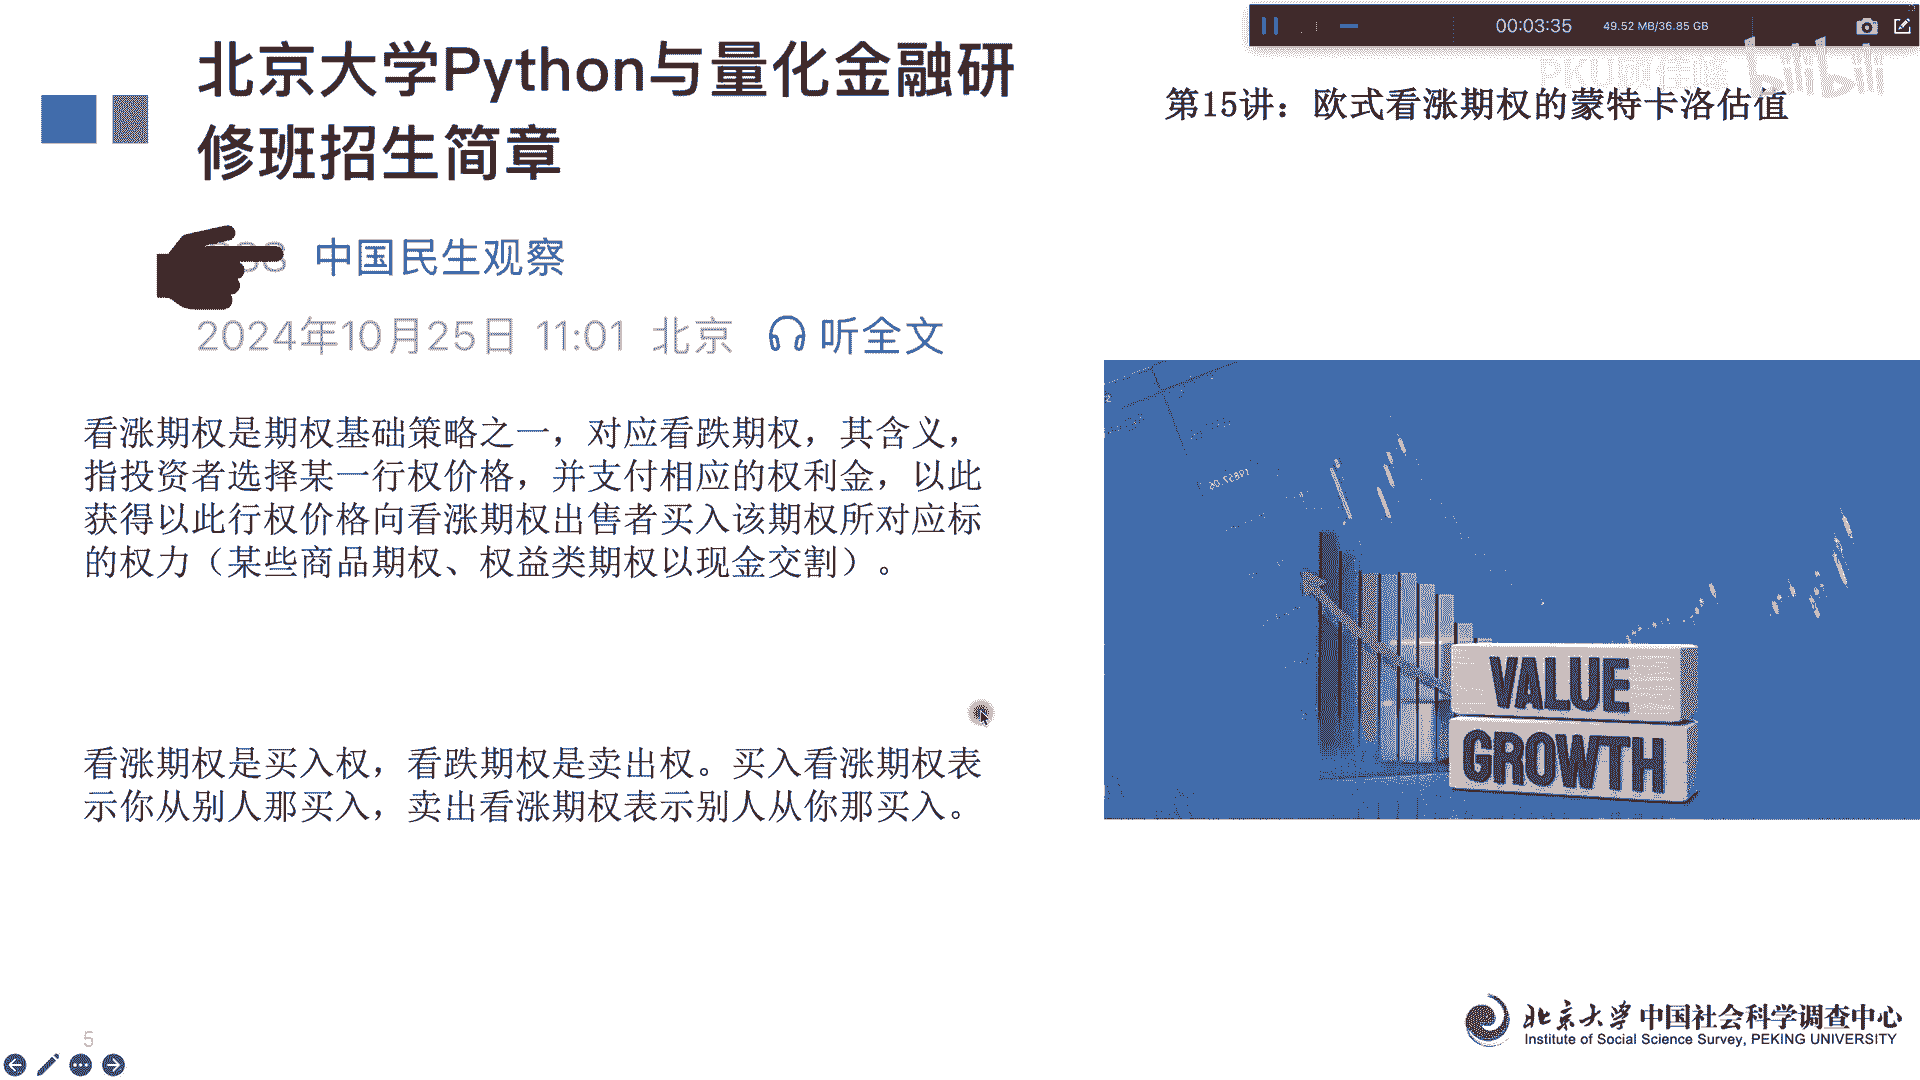 北京大学Python与量化金融研
修班招生简章
中国民生观察
2024年10月25日 11:01 北京 听全文
看涨期权是期权基础策略之一，对应看跌期权，其含义，
指投资者选择某一行权价格，并支付相应的权利金，以此
获得以此行权价格向看涨期权出售者买入该期权所对应标
的权力（某些商品期权、权益类期权以现金交割）。
看涨期权是买入权，看跌期权是卖出权。买入看涨期权表
示你从别人那买入，卖出看涨期权表示别人从你那买入。
5
00:03:35 49.52 MB/36.85 GB
bilibili
第15讲：欧式看涨期权的蒙特卡洛估值
VALUE
GROWTH
北京大学中国社会科学调查中心
Institute of Social Science Survey, PEKING UNIVERSITY